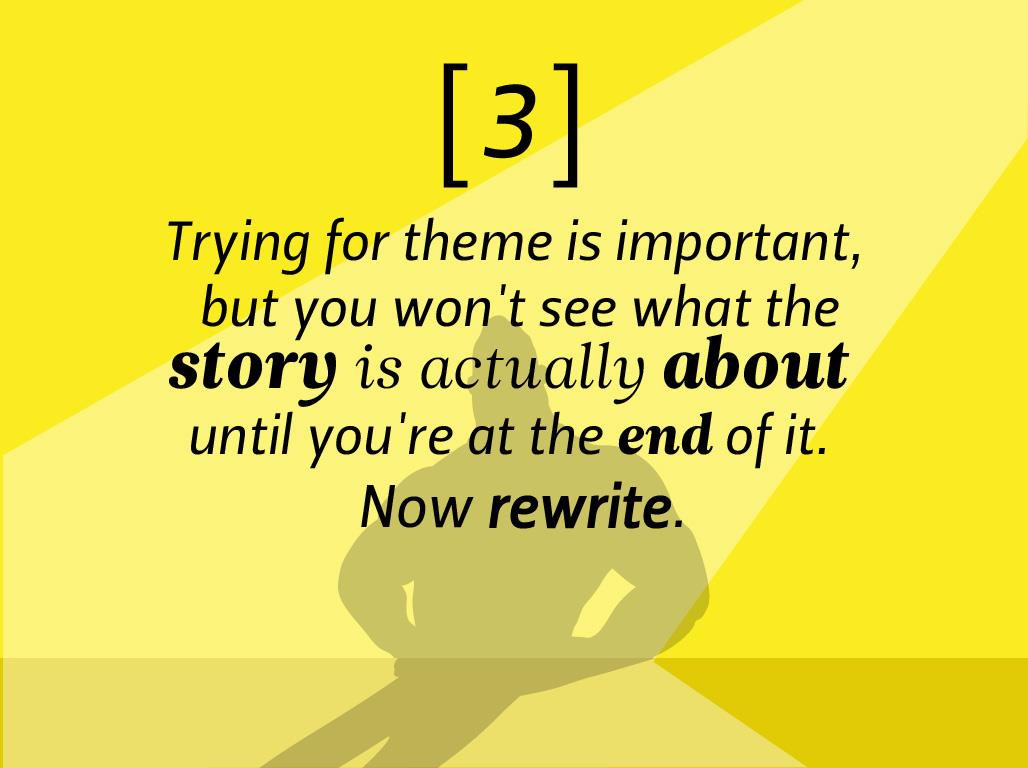 [3]
Trying for theme is important,
but you won't see what the
story is actually about
until you're at the end of it.
Now rewrite.